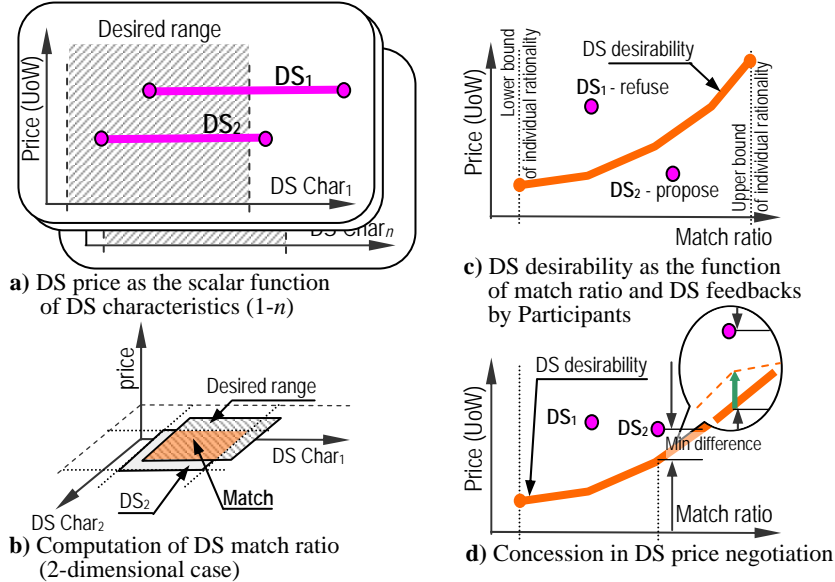 Desired range
Price (UoW)
DS1
DS2
DS Char1
DS Charn
a) DS price as the scalar function
of DS characteristics (1-n)
price
Desired range
DS Char1
DS Char2
DS2
Match
b) Computation of DS match ratio
(2-dimensional case)
Price (UoW)
Lower bound
of individual rationality
DS desirability
DS1 - refuse
DS2 - propose
Upper bound
of individual rationality
Match ratio
c) DS desirability as the function
of match ratio and DS feedbacks
by Participants
Price (UoW)
DS desirability
DS1
DS2
Min difference
Match ratio
d) Concession in DS price negotiation